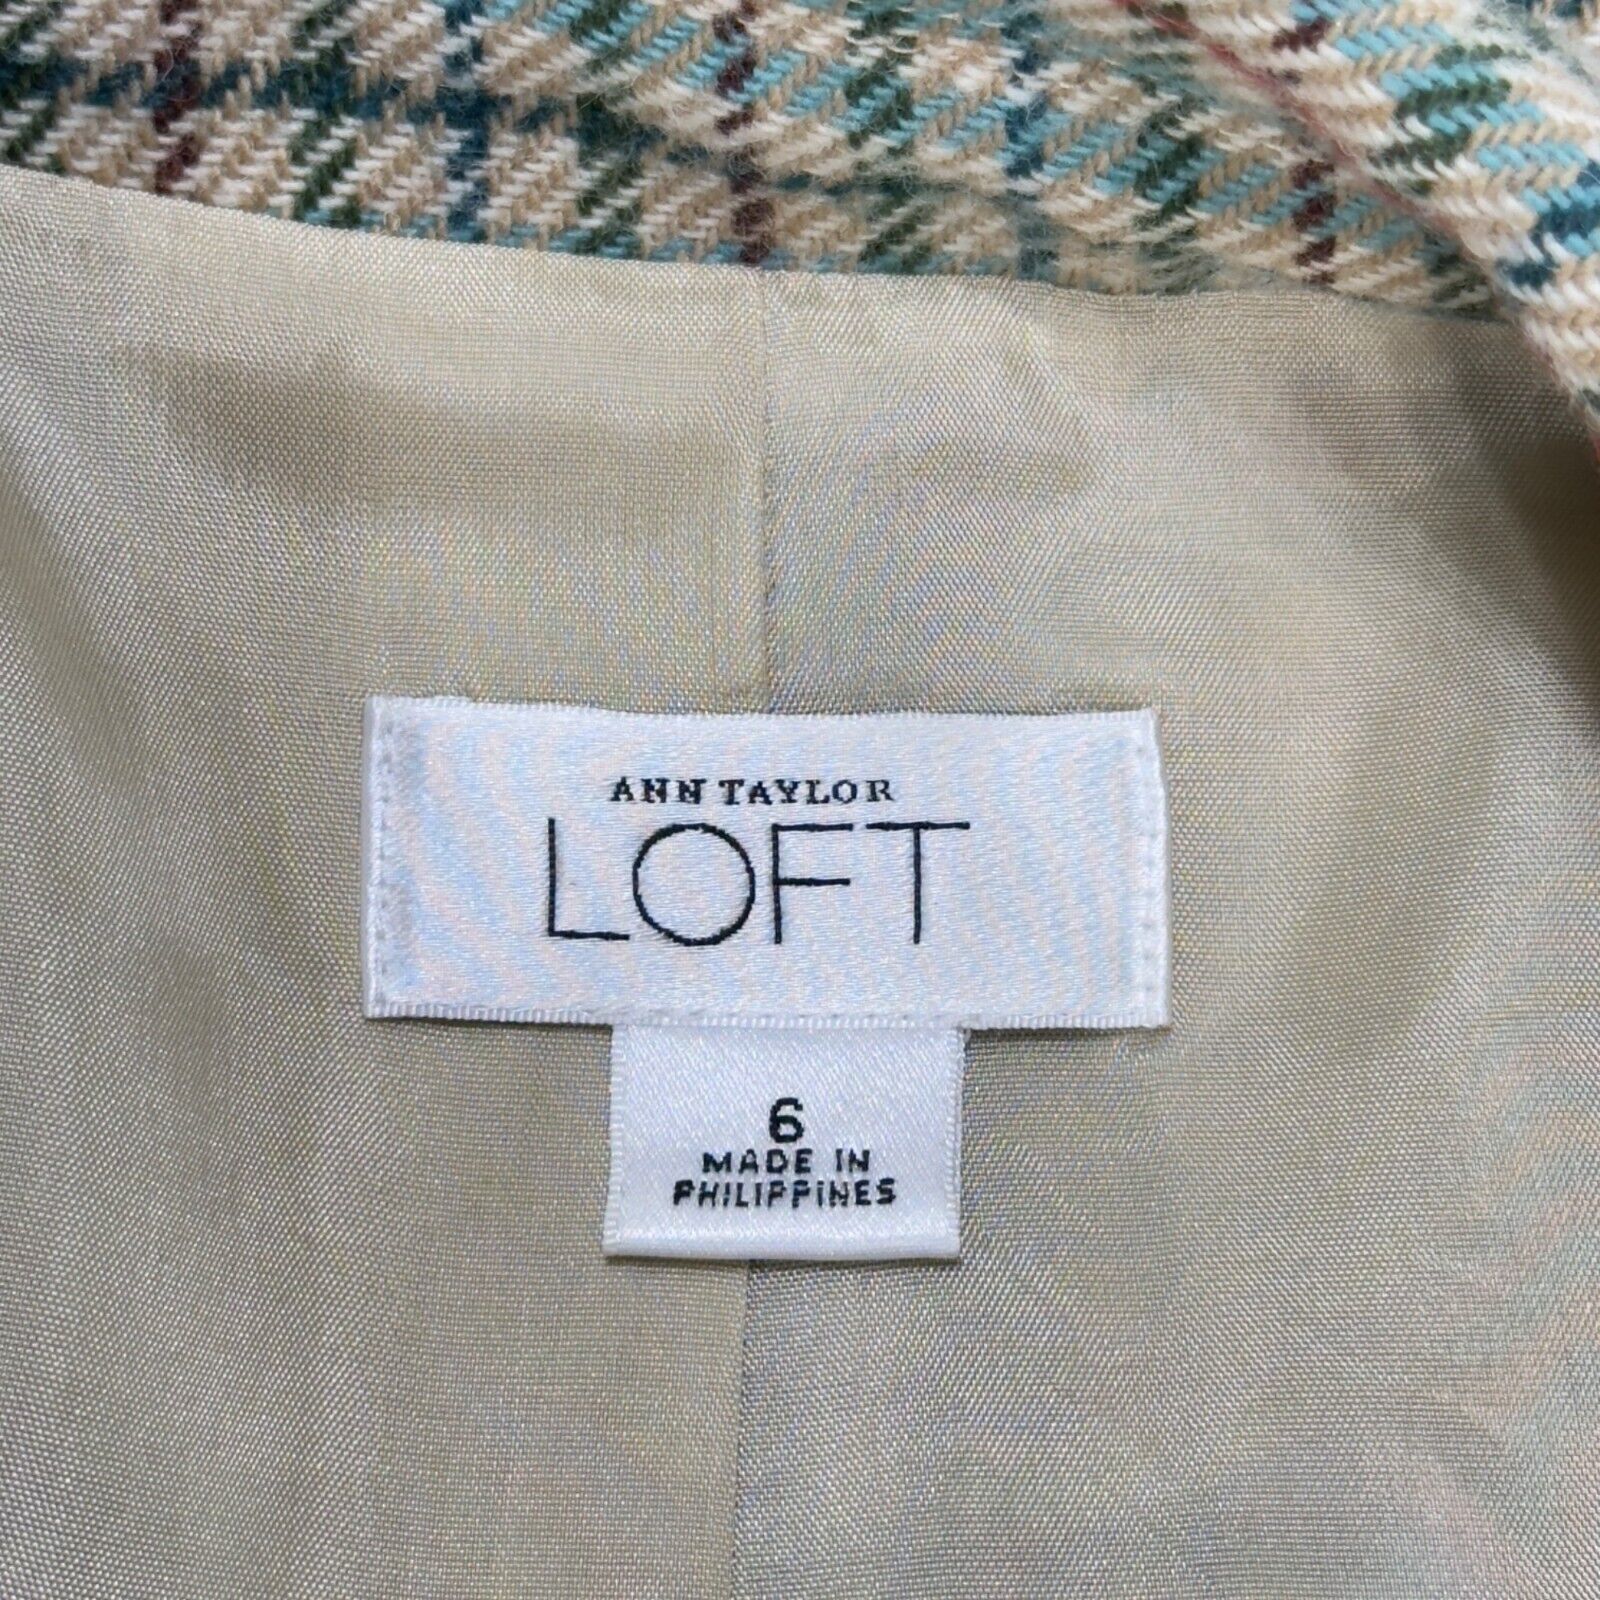 ANN TAYLOR
LOFT
6
MADE IN
PHILIPPINES